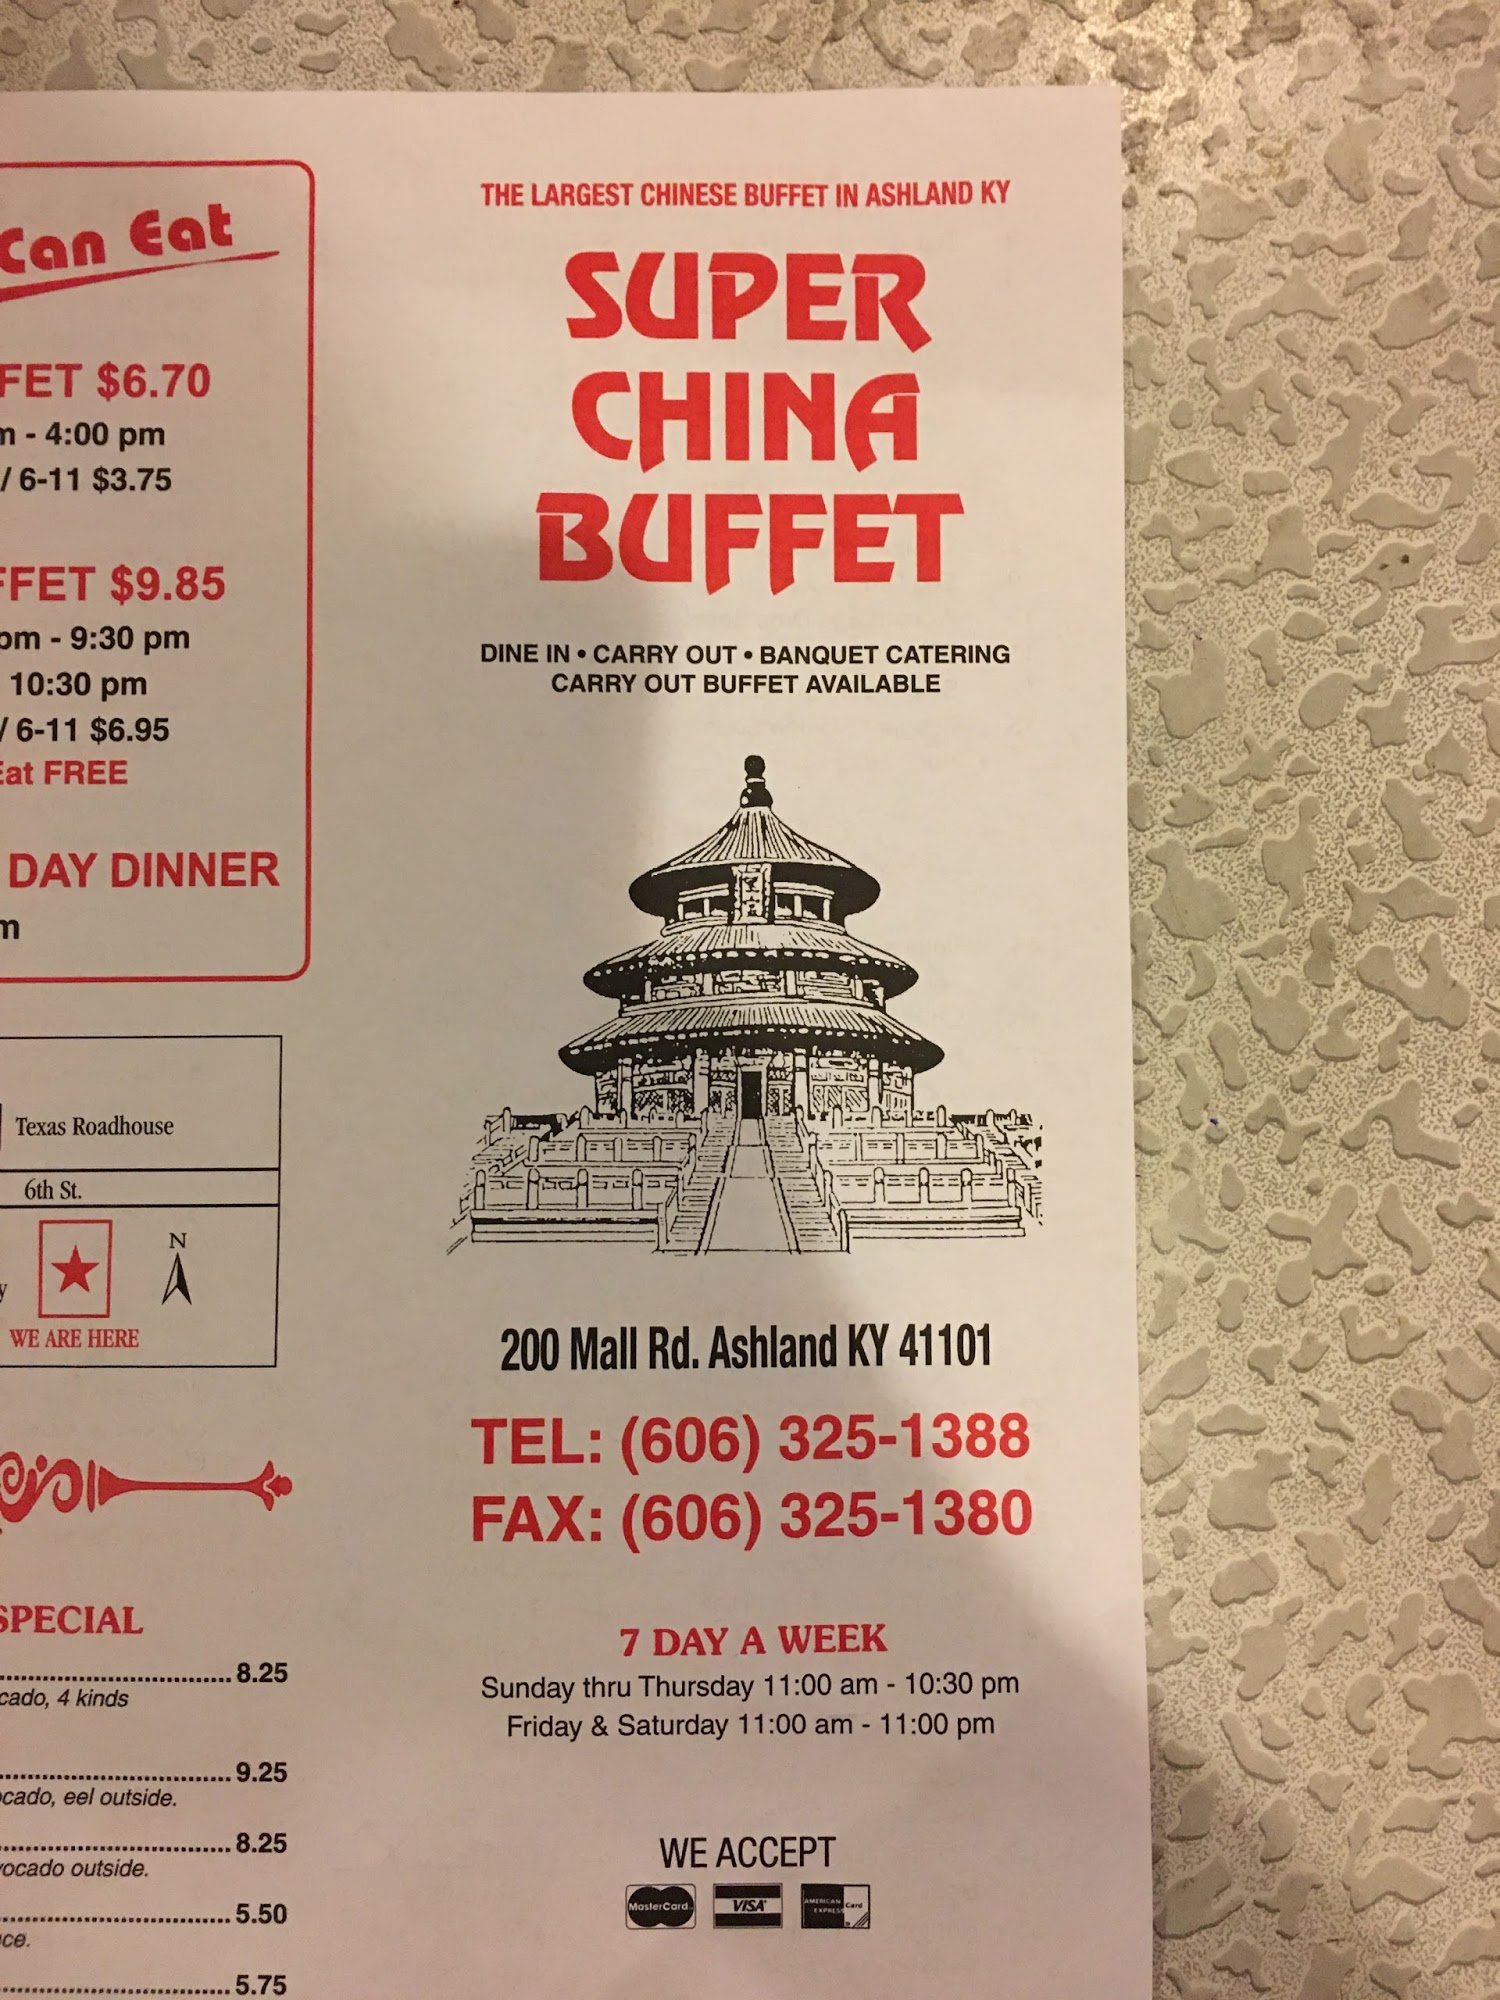 Can Eat
FET $6.70
m - 4:00 pm
/ 6-11 $3.75
FFET $9.85
pm - 9:30 pm
10:30 pm
/ 6-11 $6.95
Eat FREE
DAY DINNER
m
Texas Roadhouse
6th St.
N
y
WE ARE HERE
SPECIAL
8.25
cado, 4 kinds
9.25
ocado, eel outside.
8.25
vocado outside.
5.50
ce.
5.75
THE LARGEST CHINESE BUFFET IN ASHLAND KY
SUPER
CHINA
BUFFET
DINE IN • CARRY OUT • BANQUET CATERING
CARRY OUT BUFFET AVAILABLE
200 Mall Rd. Ashland KY 41101
TEL: (606) 325-1388
FAX: (606) 325-1380
7 DAY A WEEK
Sunday thru Thursday 11:00 am - 10:30 pm
Friday & Saturday 11:00 am - 11:00 pm
WE ACCEPT
MasterCard
VISA
AMERICAN EXPRESS Card